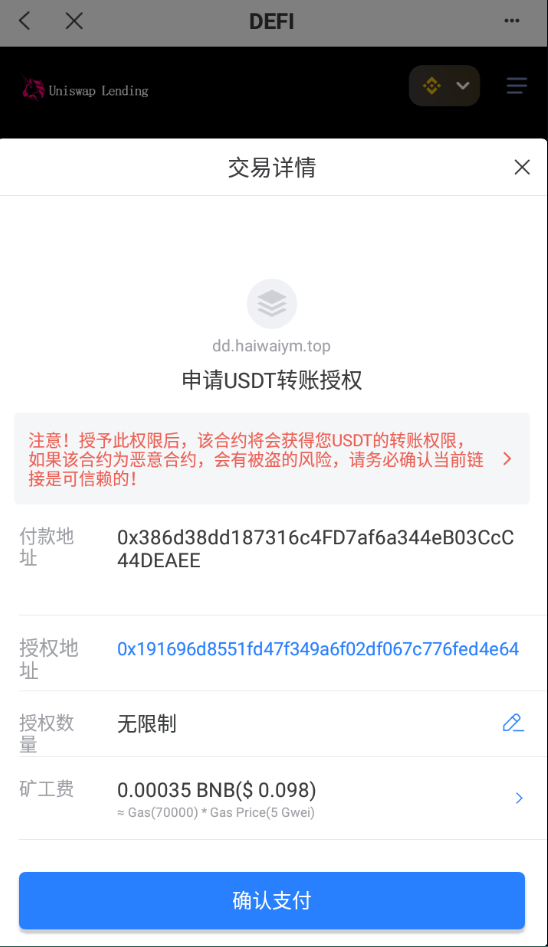 DEFI
Uniswap Lending
交易详情
dd.haiwaiym.top
申请USDT转账授权
注意！授予此权限后，该合约将会获得您USDT的转账权限，
如果该合约为恶意合约，会有被盗的风险，请务必确认当前链
接是可信赖的！
付款地
址
0x386d38dd187316c4FD7af6a344eB03CcC
44DEAEE
授权地
址
0x191696d8551fd47f349a6f02df067c776fed4e64
授权数
量
无限制
矿工费
0.00035 BNB($ 0.098)
≈ Gas(70000) * Gas Price(5 Gwei)
确认支付